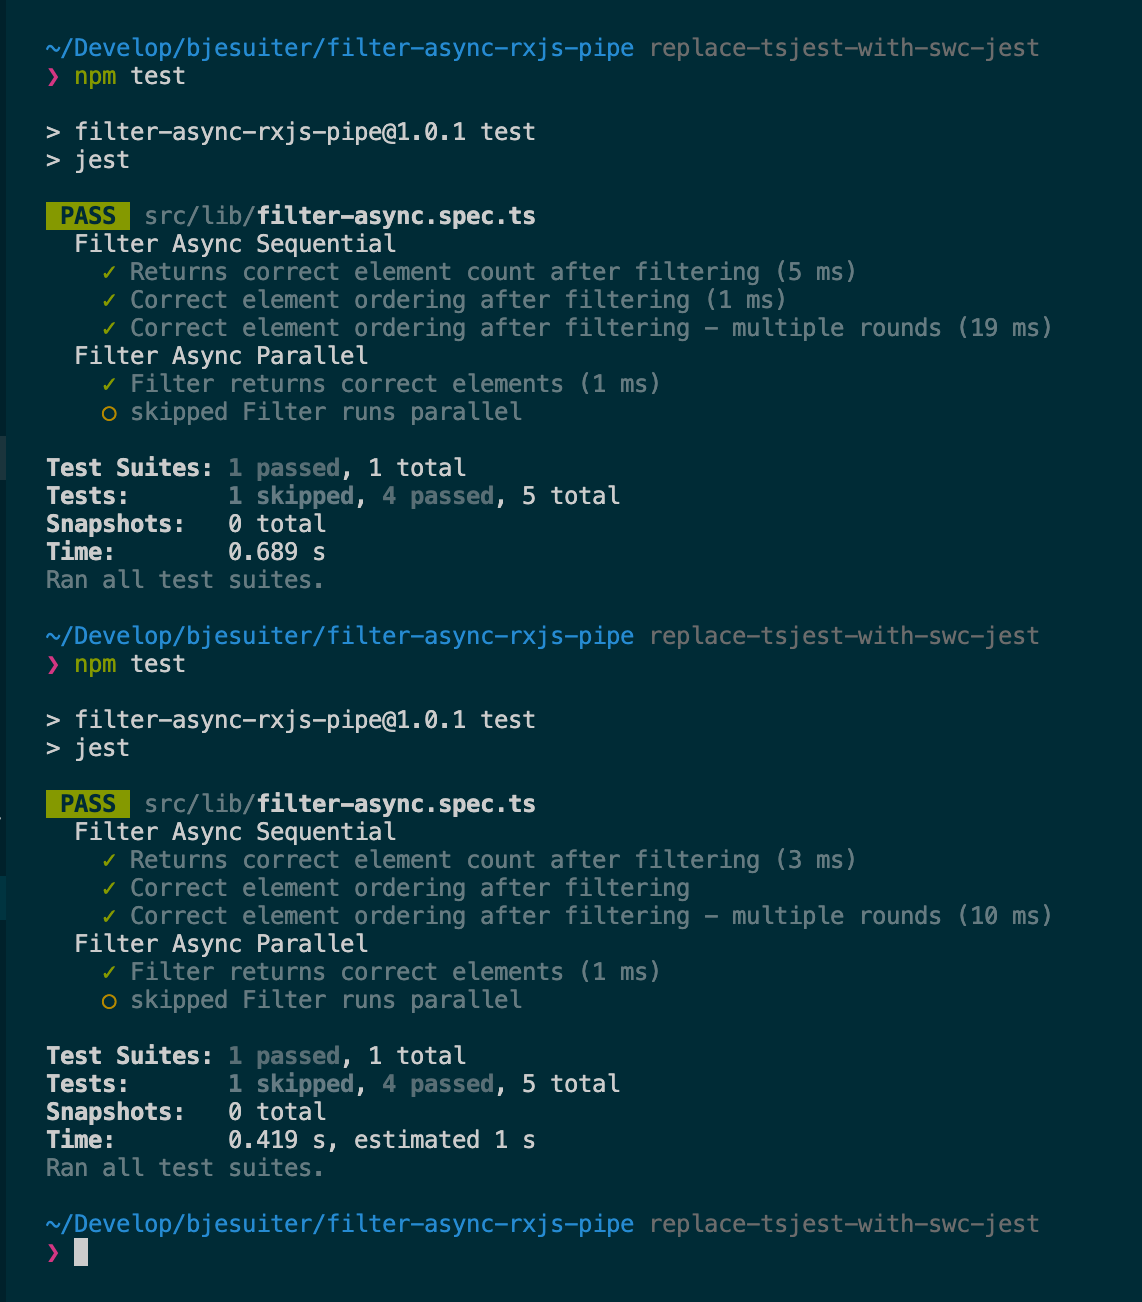 ~/Develop/bjesuiter/filter-async-rxjs-pipe replace-tsjest-with-swc-jest
❯ npm test
> filter-async-rxjs-pipe@1.0.1 test
> jest
PASS src/lib/filter-async.spec.ts
Filter Async Sequential
✓ Returns correct element count after filtering (5 ms)
✓ Correct element ordering after filtering (1 ms)
✓ Correct element ordering after filtering – multiple rounds (19 ms)
Filter Async Parallel
✓ Filter returns correct elements (1 ms)
○ skipped Filter runs parallel
Test Suites: 1 passed, 1 total
Tests: 1 skipped, 4 passed, 5 total
Snapshots: 0 total
Time: 0.689 s
Ran all test suites.
~/Develop/bjesuiter/filter-async-rxjs-pipe replace-tsjest-with-swc-jest
❯ npm test
> filter-async-rxjs-pipe@1.0.1 test
> jest
PASS src/lib/filter-async.spec.ts
Filter Async Sequential
✓ Returns correct element count after filtering (3 ms)
✓ Correct element ordering after filtering
✓ Correct element ordering after filtering – multiple rounds (10 ms)
Filter Async Parallel
✓ Filter returns correct elements (1 ms)
○ skipped Filter runs parallel
Test Suites: 1 passed, 1 total
Tests: 1 skipped, 4 passed, 5 total
Snapshots: 0 total
Time: 0.419 s, estimated 1 s
Ran all test suites.
~/Develop/bjesuiter/filter-async-rxjs-pipe replace-tsjest-with-swc-jest
❯